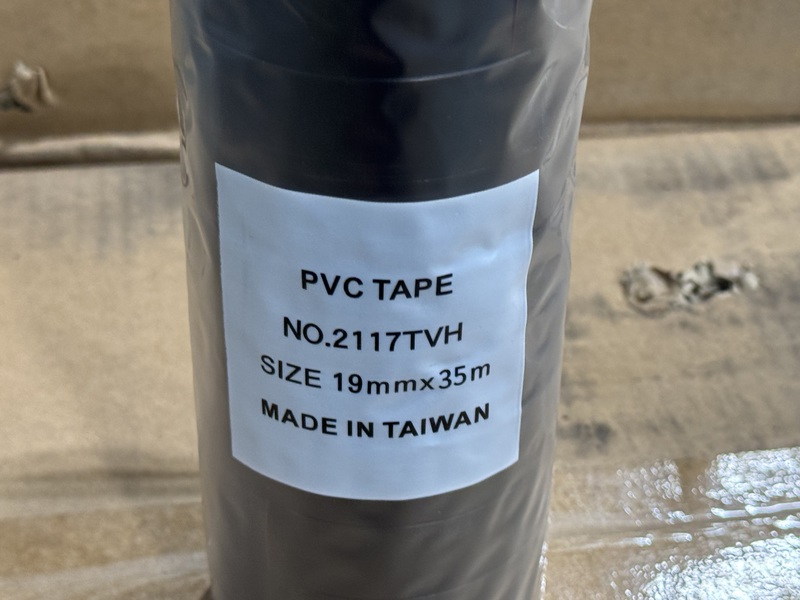 PVC TAPE
NO.2117TVH
SIZE 19mmx35m
MADE IN TAIWAN